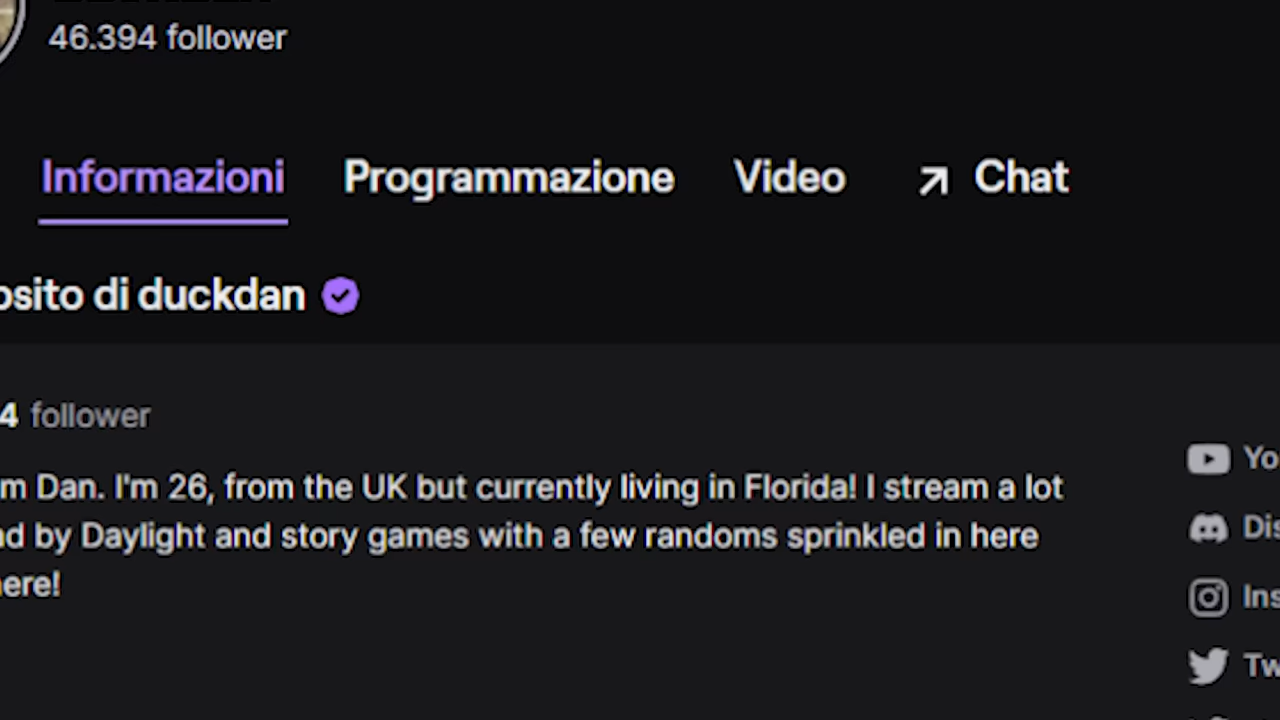 46.394 follower
Informazioni Programmazione Video Chat
osito di duckdan
4 follower
m Dan. I'm 26, from the UK but currently living in Florida! I stream a lot
d by Daylight and story games with a few randoms sprinkled in here
ere!
Yo
Dis
Ins
Tw